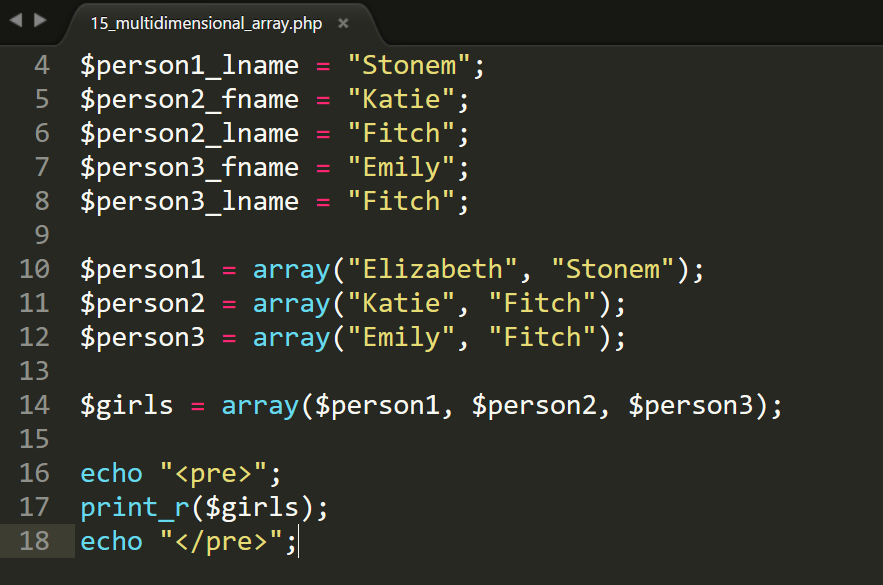 15_multidimensional_array.php ×
4 $person1_lname = "Stonem";
5 $person2_fname = "Katie";
6 $person2_lname = "Fitch";
7 $person3_fname = "Emily";
8 $person3_lname = "Fitch";
9
10 $person1 = array("Elizabeth", "Stonem");
11 $person2 = array("Katie", "Fitch");
12 $person3 = array("Emily", "Fitch");
13
14 $girls = array($person1, $person2, $person3);
15
16 echo "<pre>";
17 print_r($girls);
18 echo "</pre>";